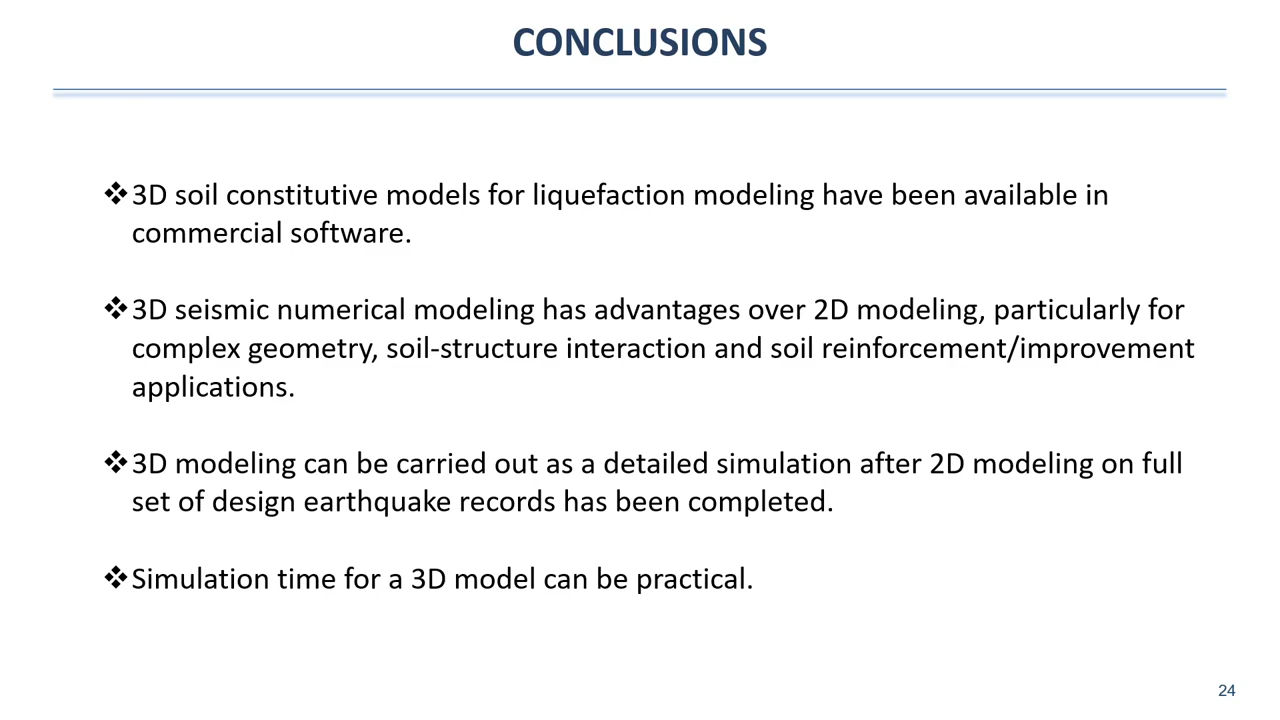 CONCLUSIONS
❖3D soil constitutive models for liquefaction modeling have been available in
commercial software.
❖3D seismic numerical modeling has advantages over 2D modeling, particularly for
complex geometry, soil-structure interaction and soil reinforcement/improvement
applications.
❖3D modeling can be carried out as a detailed simulation after 2D modeling on full
set of design earthquake records has been completed.
❖Simulation time for a 3D model can be practical.
24